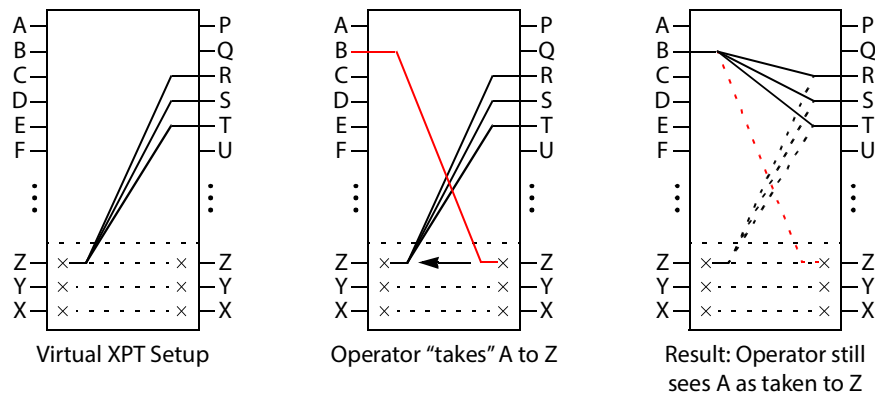 A P A P A P
B Q B Q B Q
C R C R C R
D S D S D S
E T E T E T
F U F U F U
Z Z Z Z Z Z
Y Y Y Y Y Y
X X X X X X
Virtual XPT Setup
Operator “takes” A to Z
Result: Operator still
sees A as taken to Z